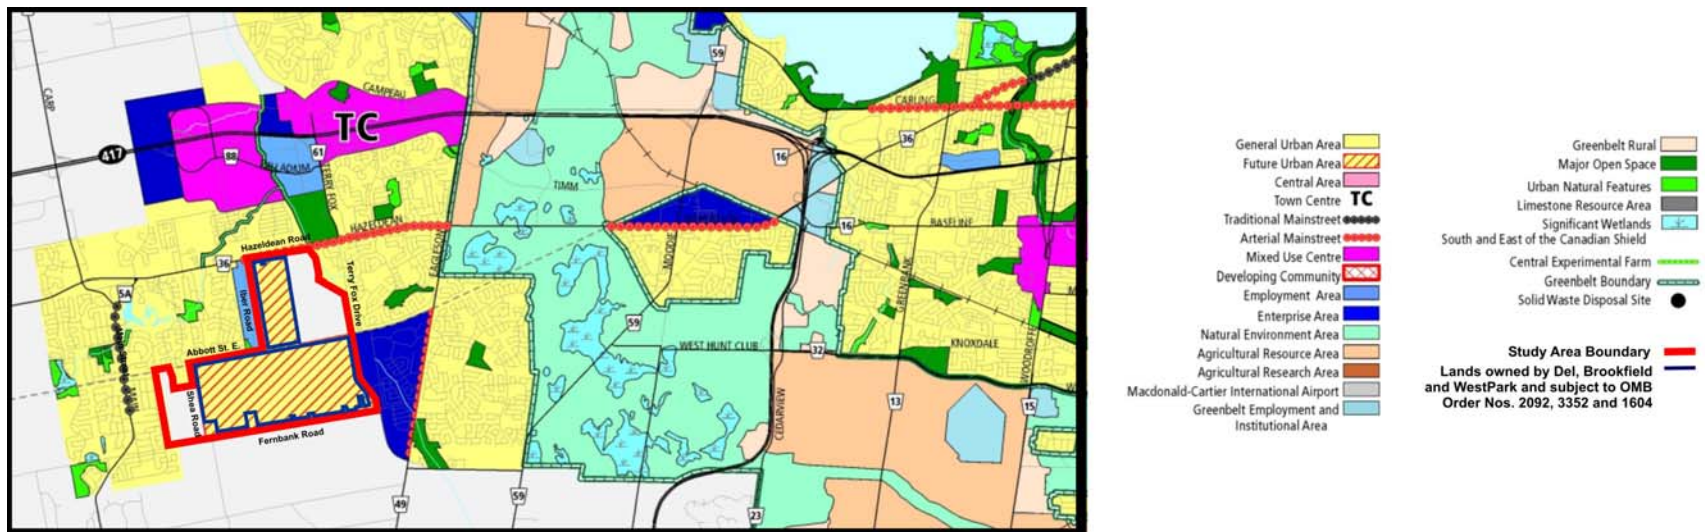 CARP
417
CAMPEAU
TC
88
61
PALLADIUM
TERRY FOX
HAZELDEAN
Hazeldean Road
36
5A
Iber Road
Terry Fox Drive
Abbott St. E.
Shea Road
Fernbank Road
EAGLESON
49
59
TIMM
59
16
36
CARLING
16
BASELINE
MOODIE
GREENBANK
59
WEST HUNT CLUB
32
KNOXDALE
WOODROFFE
CEDARVIEW
13
15
59
23
General Urban Area
Future Urban Area
Central Area
Town Centre TC
Traditional Mainstreet
Arterial Mainstreet
Mixed Use Centre
Developing Community
Employment Area
Enterprise Area
Natural Environment Area
Agricultural Resource Area
Agricultural Research Area
Macdonald-Cartier International Airport
Greenbelt Employment and
Institutional Area
Greenbelt Rural
Major Open Space
Urban Natural Features
Limestone Resource Area
Significant Wetlands
South and East of the Canadian Shield
Central Experimental Farm
Greenbelt Boundary
Solid Waste Disposal Site
Study Area Boundary
Lands owned by Del, Brookfield
and WestPark and subject to OMB
Order Nos. 2092, 3352 and 1604